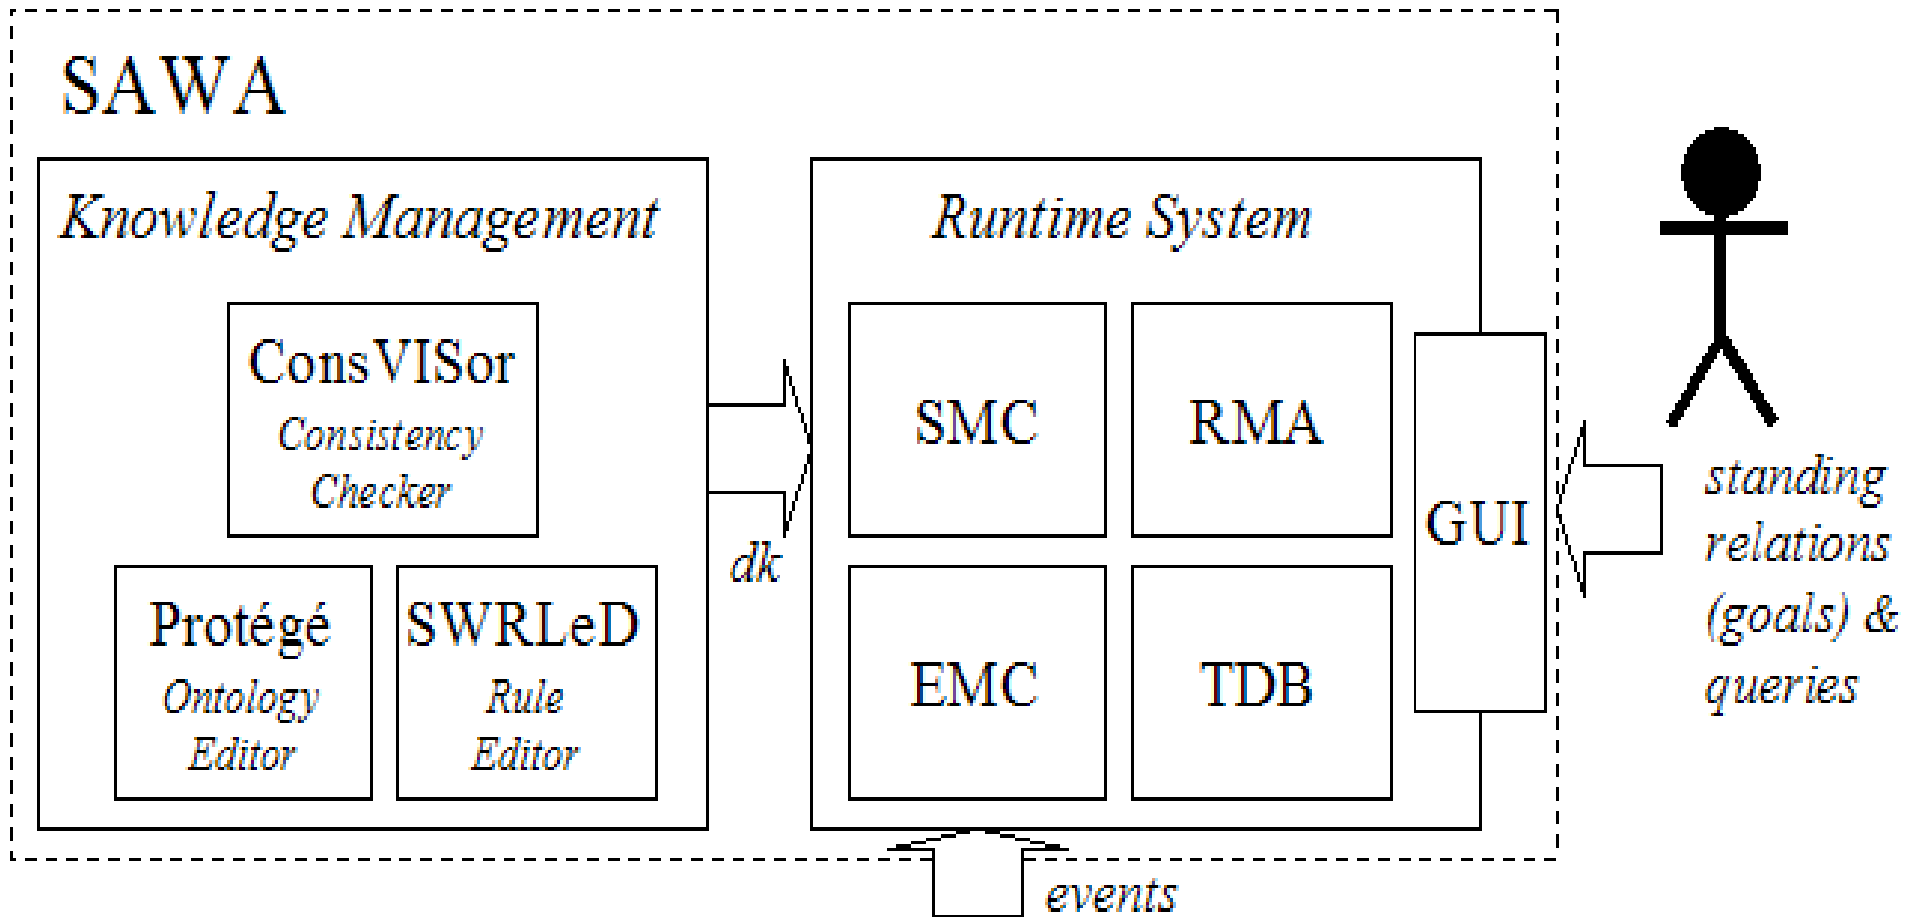 SAWA
Knowledge Management
ConsVISor
Consistency
Checker
Protégé
Ontology
Editor
SWRLeD
Rule
Editor
dk
Runtime System
SMC
RMA
EMC
TDB
GUI
events
standing
relations
(goals) &
queries